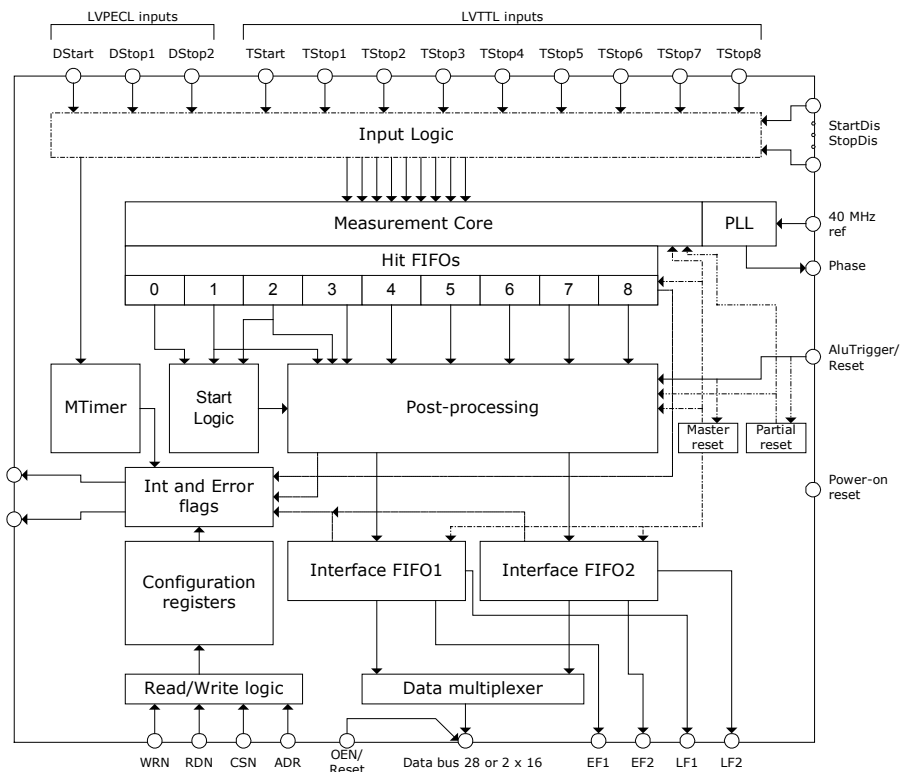 LVPECL inputs
LVTTL inputs
DStart DStop1 DStop2 TStart TStop1 TStop2 TStop3 TStop4 TStop5 TStop6 TStop7 TStop8
Input Logic
StartDis
StopDis
Measurement Core
PLL
40 MHz
ref
Hit FIFOs
Phase
0 1 2 3 4 5 6 7 8
MTimer
Start
Logic
Post-processing
AluTrigger/
Reset
Master
reset
Partial
reset
Int and Error
flags
Power-on
reset
Configuration
registers
Interface FIFO1
Interface FIFO2
Read/Write logic
Data multiplexer
WRN RDN CSN ADR
OEN/
Reset
Data bus 28 or 2 x 16
EF1 EF2 LF1 LF2